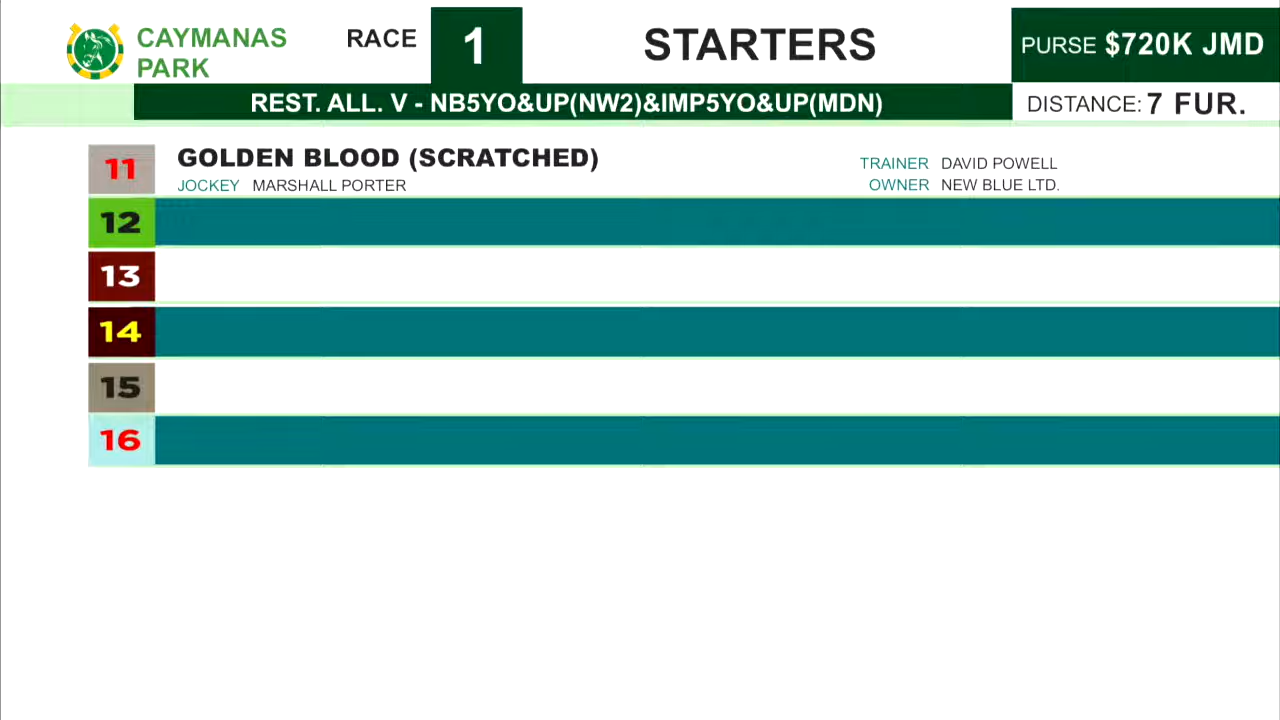 CAYMANAS PARK
RACE 1
STARTERS
PURSE $720K JMD
REST. ALL. V - NB5YO&UP(NW2)&IMP5YO&UP(MDN)
DISTANCE: 7 FUR.
11 GOLDEN BLOOD (SCRATCHED)
JOCKEY MARSHALL PORTER
TRAINER DAVID POWELL
OWNER NEW BLUE LTD.
12
13
14
15
16